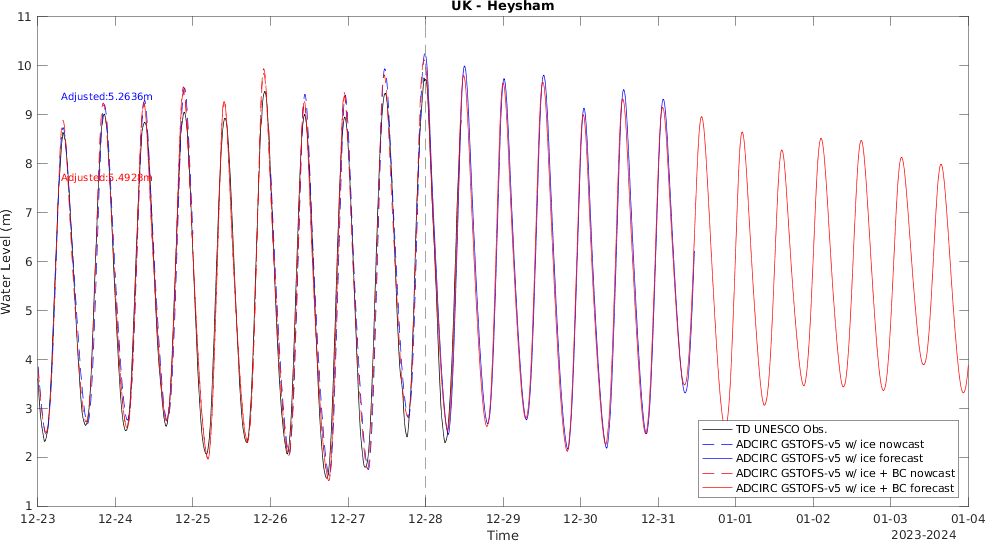 UK - Heysham
11
10
9
8
7
6
5
4
3
2
1
Water Level (m)
Adjusted:5.2636m
Adjusted:5.4928m
TD UNESCO Obs.
ADCIRC GSTOFS-v5 w/ ice nowcast
ADCIRC GSTOFS-v5 w/ ice forecast
ADCIRC GSTOFS-v5 w/ ice + BC nowcast
ADCIRC GSTOFS-v5 w/ ice + BC forecast
12-23 12-24 12-25 12-26 12-27 12-28 12-29 12-30 12-31 01-01 01-02 01-03 01-04
Time
2023-2024